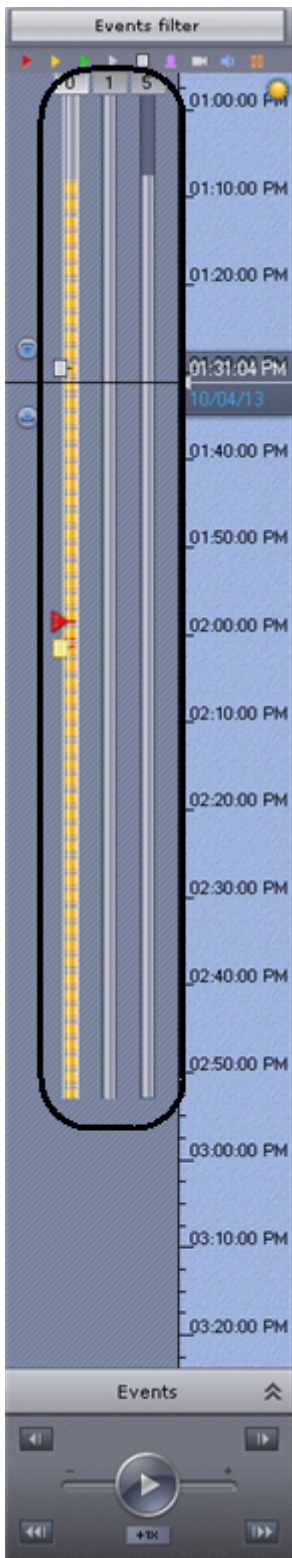 Events filter
0 1 5
01:00:00 PM
01:10:00 PM
01:20:00 PM
01:31:04 PM
10/04/13
01:40:00 PM
01:50:00 PM
02:00:00 PM
02:10:00 PM
02:20:00 PM
02:30:00 PM
02:40:00 PM
02:50:00 PM
03:00:00 PM
03:10:00 PM
03:20:00 PM
Events
- +
+1X